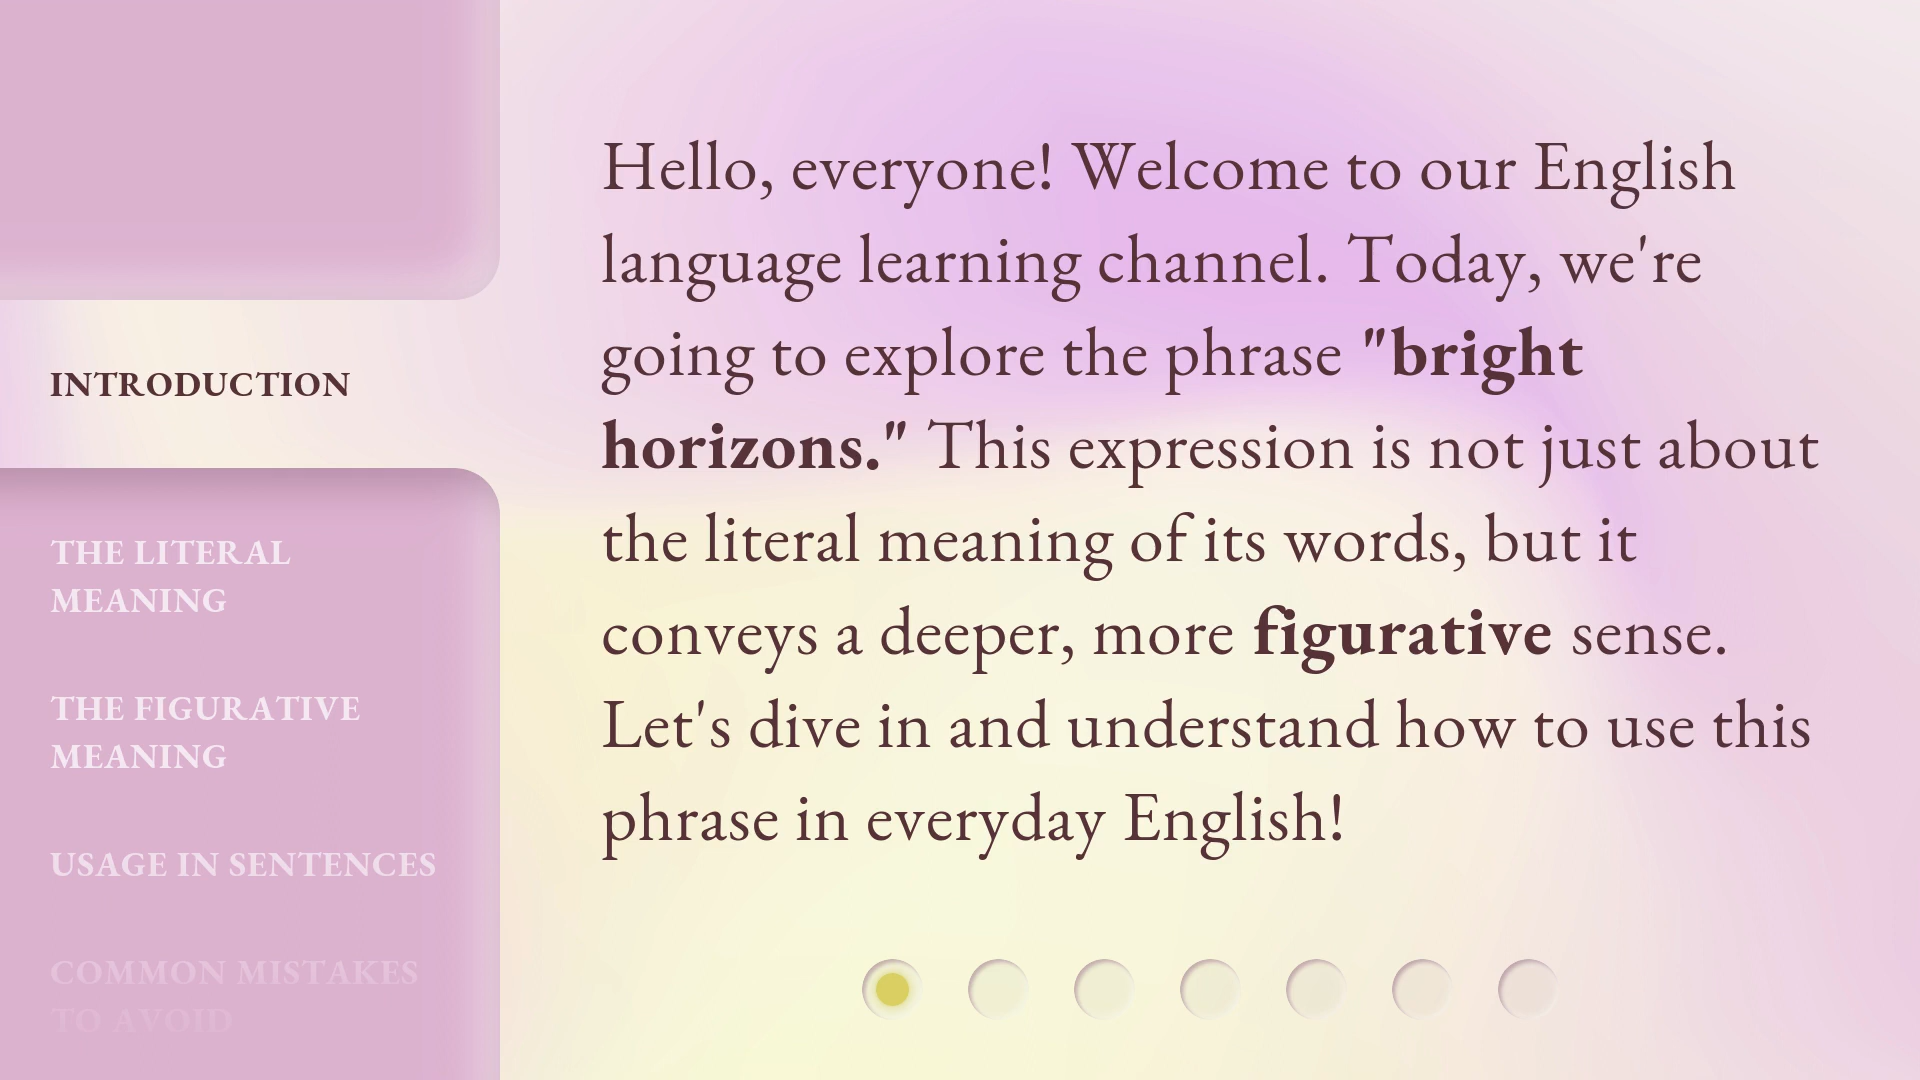 INTRODUCTION
THE LITERAL
MEANING
THE FIGURATIVE
MEANING
USAGE IN SENTENCES
COMMON MISTAKES
TO AVOID
Hello, everyone! Welcome to our English
language learning channel. Today, we're
going to explore the phrase "bright
horizons." This expression is not just about
the literal meaning of its words, but it
conveys a deeper, more figurative sense.
Let's dive in and understand how to use this
phrase in everyday English!